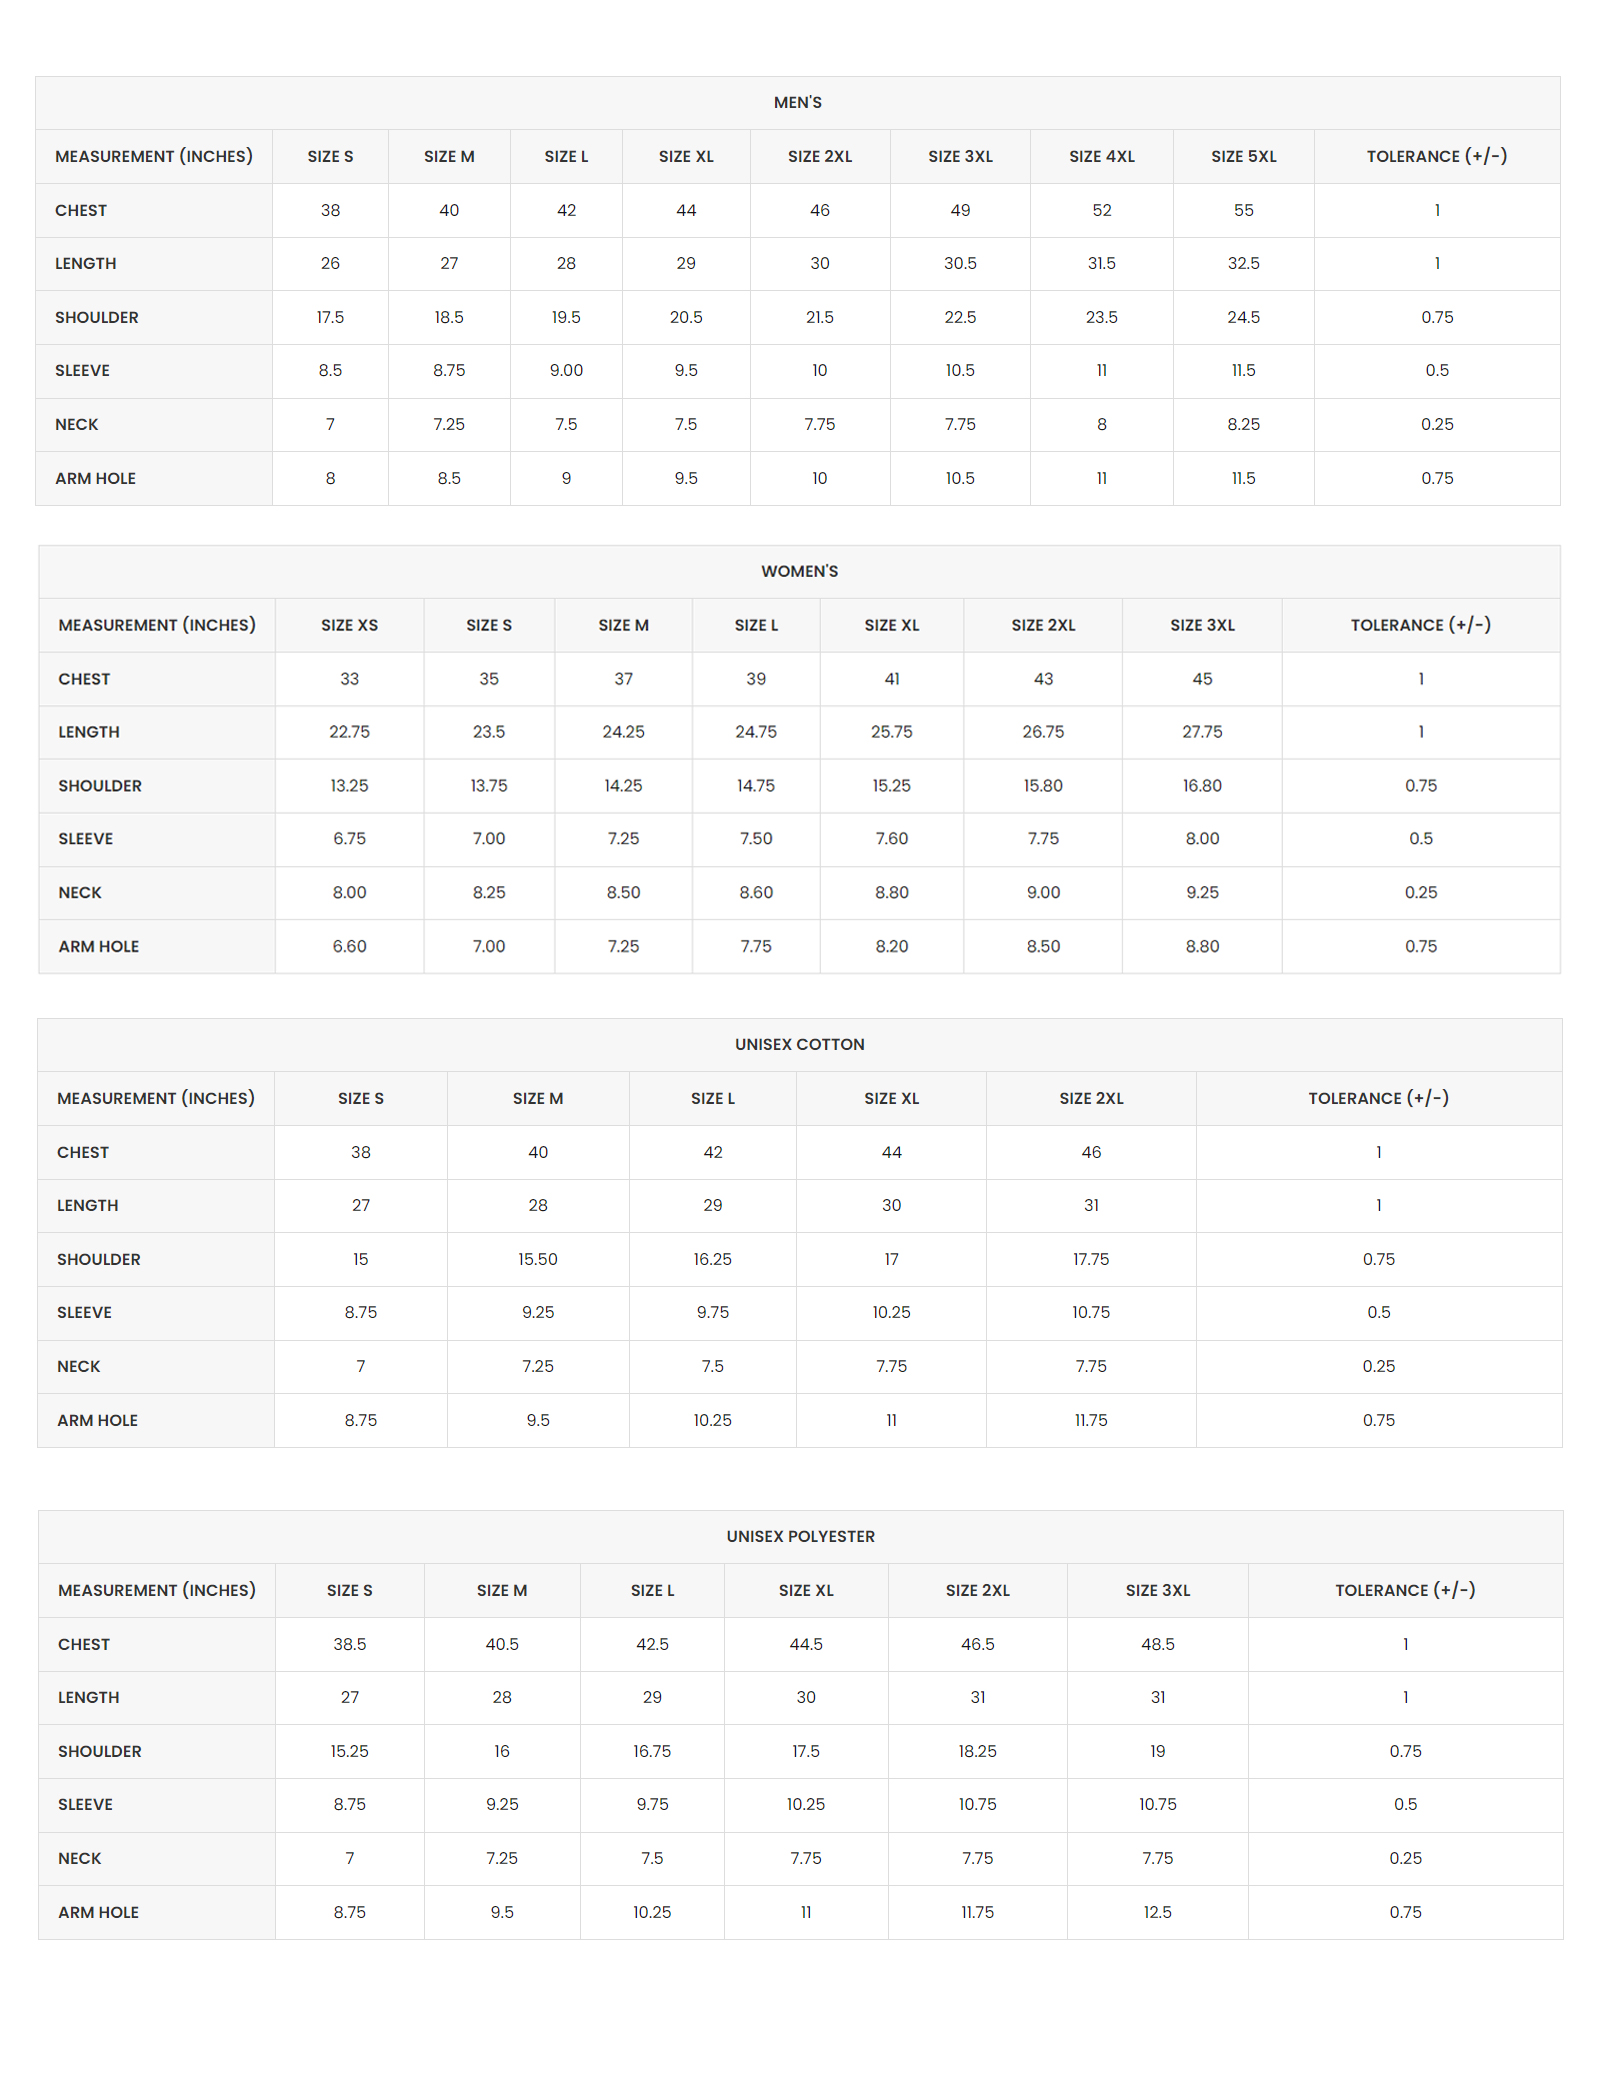 MEN'S
MEASUREMENT (INCHES) SIZE S SIZE M SIZE L SIZE XL SIZE 2XL SIZE 3XL SIZE 4XL SIZE 5XL TOLERANCE (+/-)
CHEST 38 40 42 44 46 49 52 55 1
LENGTH 26 27 28 29 30 30.5 31.5 32.5 1
SHOULDER 17.5 18.5 19.5 20.5 21.5 22.5 23.5 24.5 0.75
SLEEVE 8.5 8.75 9.00 9.5 10 10.5 11 11.5 0.5
NECK 7 7.25 7.5 7.5 7.75 7.75 8 8.25 0.25
ARM HOLE 8 8.5 9 9.5 10 10.5 11 11.5 0.75
WOMEN'S
MEASUREMENT (INCHES) SIZE XS SIZE S SIZE M SIZE L SIZE XL SIZE 2XL SIZE 3XL TOLERANCE (+/-)
CHEST 33 35 37 39 41 43 45 1
LENGTH 22.75 23.5 24.25 24.75 25.75 26.75 27.75 1
SHOULDER 13.25 13.75 14.25 14.75 15.25 15.80 16.80 0.75
SLEEVE 6.75 7.00 7.25 7.50 7.60 7.75 8.00 0.5
NECK 8.00 8.25 8.50 8.60 8.80 9.00 9.25 0.25
ARM HOLE 6.60 7.00 7.25 7.75 8.20 8.50 8.80 0.75
UNISEX COTTON
MEASUREMENT (INCHES) SIZE S SIZE M SIZE L SIZE XL SIZE 2XL TOLERANCE (+/-)
CHEST 38 40 42 44 46 1
LENGTH 27 28 29 30 31 1
SHOULDER 15 15.50 16.25 17 17.75 0.75
SLEEVE 8.75 9.25 9.75 10.25 10.75 0.5
NECK 7 7.25 7.5 7.75 7.75 0.25
ARM HOLE 8.75 9.5 10.25 11 11.75 0.75
UNISEX POLYESTER
MEASUREMENT (INCHES) SIZE S SIZE M SIZE L SIZE XL SIZE 2XL SIZE 3XL TOLERANCE (+/-)
CHEST 38.5 40.5 42.5 44.5 46.5 48.5 1
LENGTH 27 28 29 30 31 31 1
SHOULDER 15.25 16 16.75 17.5 18.25 19 0.75
SLEEVE 8.75 9.25 9.75 10.25 10.75 10.75 0.5
NECK 7 7.25 7.5 7.75 7.75 7.75 0.25
ARM HOLE 8.75 9.5 10.25 11 11.75 12.5 0.75